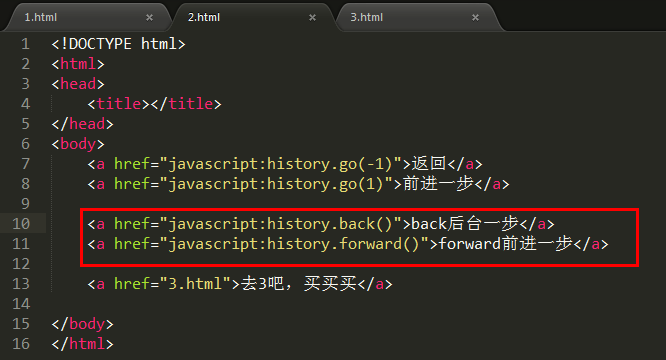 1.html × 2.html × 3.html ×
1 <!DOCTYPE html>
2 <html>
3 <head>
4 <title></title>
5 </head>
6 <body>
7 <a href="javascript:history.go(-1)">返回</a>
8 <a href="javascript:history.go(1)">前进一步</a>
9
10 <a href="javascript:history.back()">back后台一步</a>
11 <a href="javascript:history.forward()">forward前进一步</a>
12
13 <a href="3.html">去3吧，买买买</a>
14
15 </body>
16 </html>